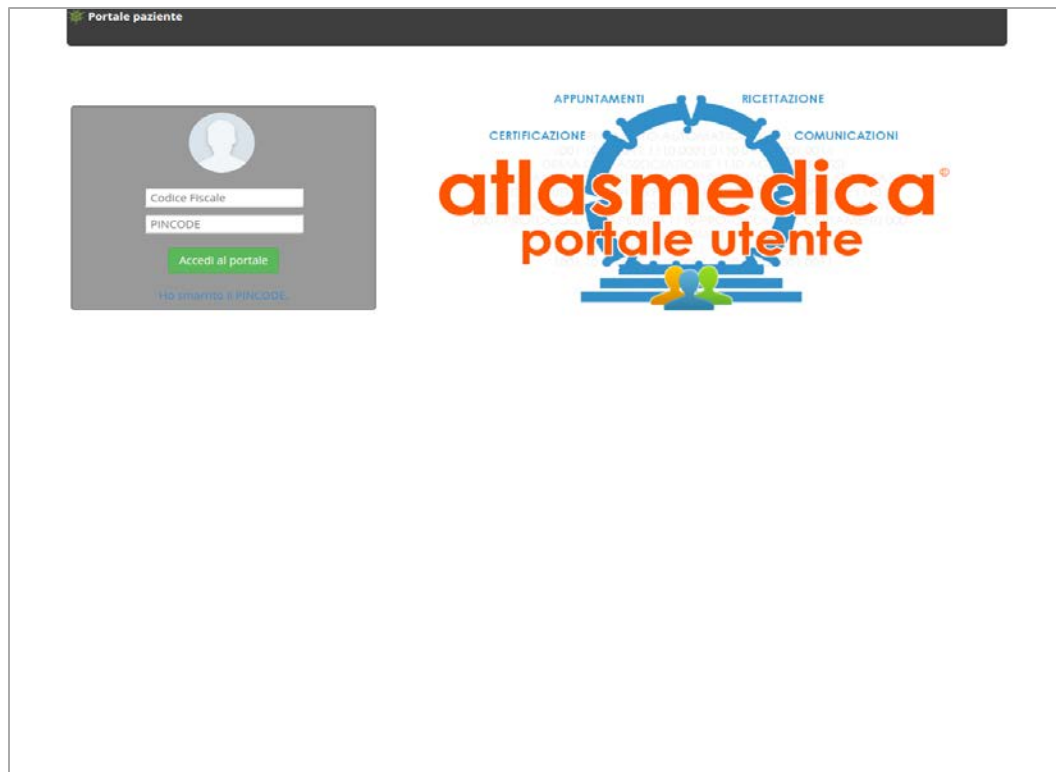 Portale paziente
Codice Fiscale
PINCODE
Accedi al portale
Ho smarrito il PINCODE.
APPUNTAMENTI
RICETTAZIONE
CERTIFICAZIONE
COMUNICAZIONI
atlasmedica©
portale utente